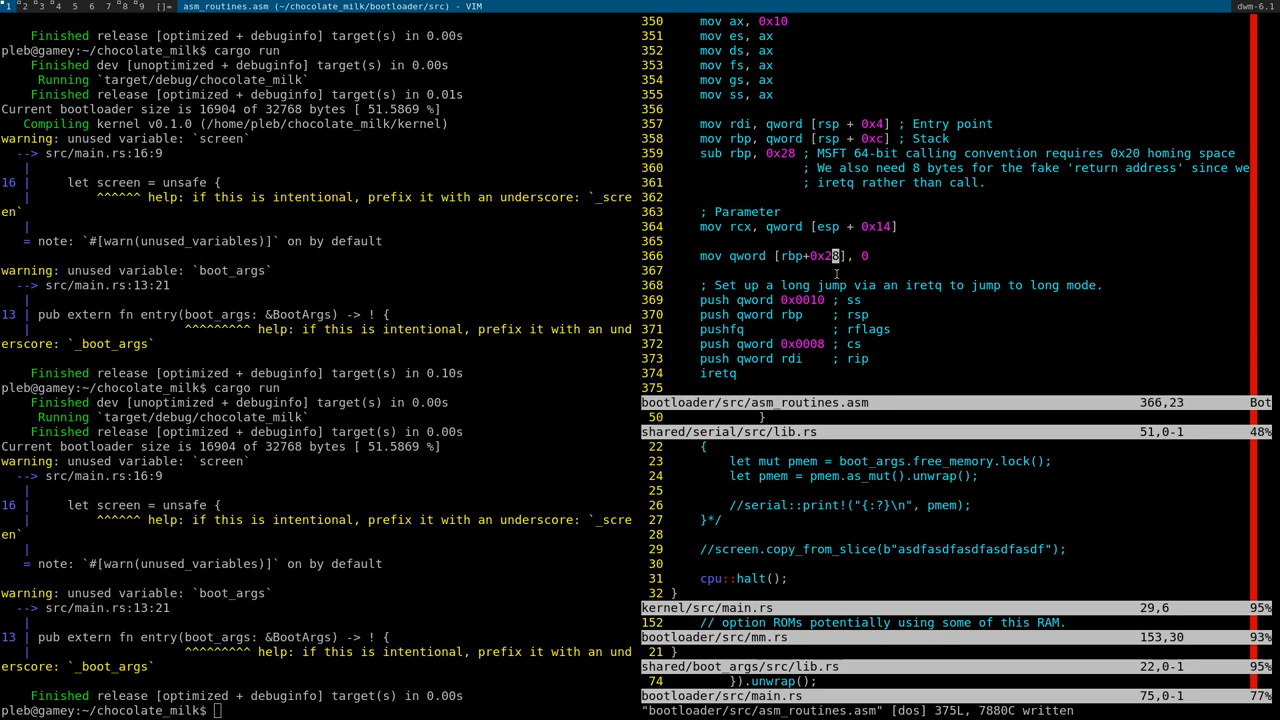 1 2 3 4 5 6 7 8 9 []= asm_routines.asm (~/chocolate_milk/bootloader/src) - VIM dwm-6.1
Finished release [optimized + debuginfo] target(s) in 0.00s
pleb@gamey:~/chocolate_milk$ cargo run
Finished dev [unoptimized + debuginfo] target(s) in 0.00s
Running `target/debug/chocolate_milk`
Finished release [optimized + debuginfo] target(s) in 0.01s
Current bootloader size is 16904 of 32768 bytes [ 51.5869 %]
Compiling kernel v0.1.0 (/home/pleb/chocolate_milk/kernel)
warning: unused variable: `screen`
--> src/main.rs:16:9
|
16 |     let screen = unsafe {
|         ^^^^^^ help: if this is intentional, prefix it with an underscore: `_scre
en`
|
= note: `#[warn(unused_variables)]` on by default
warning: unused variable: `boot_args`
--> src/main.rs:13:21
|
13 | pub extern fn entry(boot_args: &BootArgs) -> ! {
|                     ^^^^^^^^^ help: if this is intentional, prefix it with an und
erscore: `_boot_args`
Finished release [optimized + debuginfo] target(s) in 0.10s
pleb@gamey:~/chocolate_milk$ cargo run
Finished dev [unoptimized + debuginfo] target(s) in 0.00s
Running `target/debug/chocolate_milk`
Finished release [optimized + debuginfo] target(s) in 0.00s
Current bootloader size is 16904 of 32768 bytes [ 51.5869 %]
warning: unused variable: `screen`
--> src/main.rs:16:9
|
16 |     let screen = unsafe {
|         ^^^^^^ help: if this is intentional, prefix it with an underscore: `_scre
en`
|
= note: `#[warn(unused_variables)]` on by default
warning: unused variable: `boot_args`
--> src/main.rs:13:21
|
13 | pub extern fn entry(boot_args: &BootArgs) -> ! {
|                     ^^^^^^^^^ help: if this is intentional, prefix it with an und
erscore: `_boot_args`
Finished release [optimized + debuginfo] target(s) in 0.00s
pleb@gamey:~/chocolate_milk$
350     mov ax, 0x10
351     mov es, ax
352     mov ds, ax
353     mov fs, ax
354     mov gs, ax
355     mov ss, ax
356
357     mov rdi, qword [rsp + 0x4] ; Entry point
358     mov rbp, qword [rsp + 0xc] ; Stack
359     sub rbp, 0x28 ; MSFT 64-bit calling convention requires 0x20 homing space
360                   ; We also need 8 bytes for the fake 'return address' since we
361                   ; iretq rather than call.
362
363     ; Parameter
364     mov rcx, qword [esp + 0x14]
365
366     mov qword [rbp+0x28], 0
367
368     ; Set up a long jump via an iretq to jump to long mode.
369     push qword 0x0010 ; ss
370     push qword rbp    ; rsp
371     pushfq            ; rflags
372     push qword 0x0008 ; cs
373     push qword rdi    ; rip
374     iretq
375
bootloader/src/asm_routines.asm 366,23 Bot
50             }
shared/serial/src/lib.rs 51,0-1 48%
22     {
23         let mut pmem = boot_args.free_memory.lock();
24         let pmem = pmem.as_mut().unwrap();
25
26         //serial::print!("{:?}\n", pmem);
27     }*/
28
29     //screen.copy_from_slice(b"asdfasdfasdfasdfasdf");
30
31     cpu::halt();
32 }
kernel/src/main.rs 29,6 95%
152     // option ROMs potentially using some of this RAM.
bootloader/src/mm.rs 153,30 93%
21 }
shared/boot_args/src/lib.rs 22,0-1 95%
74         }).unwrap();
bootloader/src/main.rs 75,0-1 77%
"bootloader/src/asm_routines.asm" [dos] 375L, 7880C written